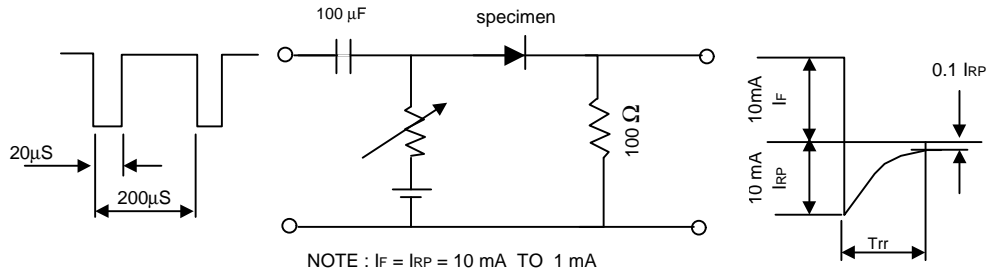 100 µF
specimen
20µS
200µS
100 Ω
10mA
IF
10 mA
IRP
0.1 IRP
Trr
NOTE : IF = IRP = 10 mA TO 1 mA